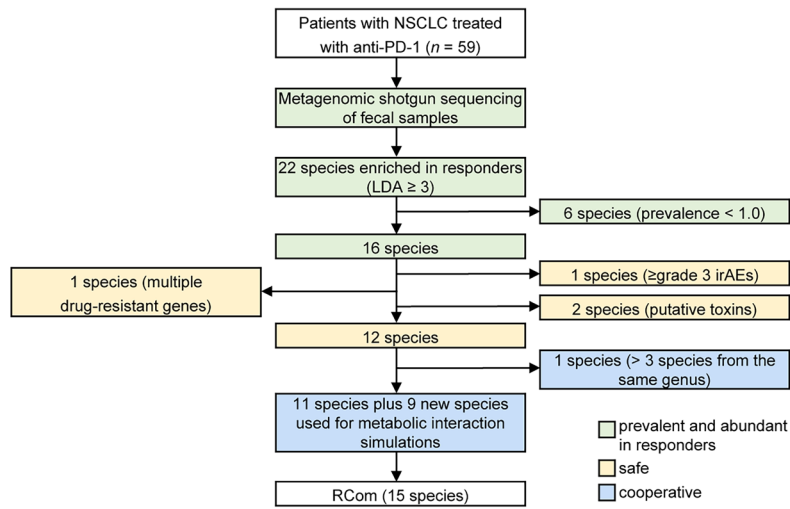 Patients with NSCLC treated
with anti-PD-1 (n = 59)
Metagenomic shotgun sequencing
of fecal samples
22 species enriched in responders
(LDA ≥ 3)
6 species (prevalence < 1.0)
16 species
1 species (multiple
drug-resistant genes)
1 species (≥grade 3 irAEs)
2 species (putative toxins)
12 species
1 species (> 3 species from the
same genus)
11 species plus 9 new species
used for metabolic interaction
simulations
RCom (15 species)
prevalent and abundant
in responders
safe
cooperative